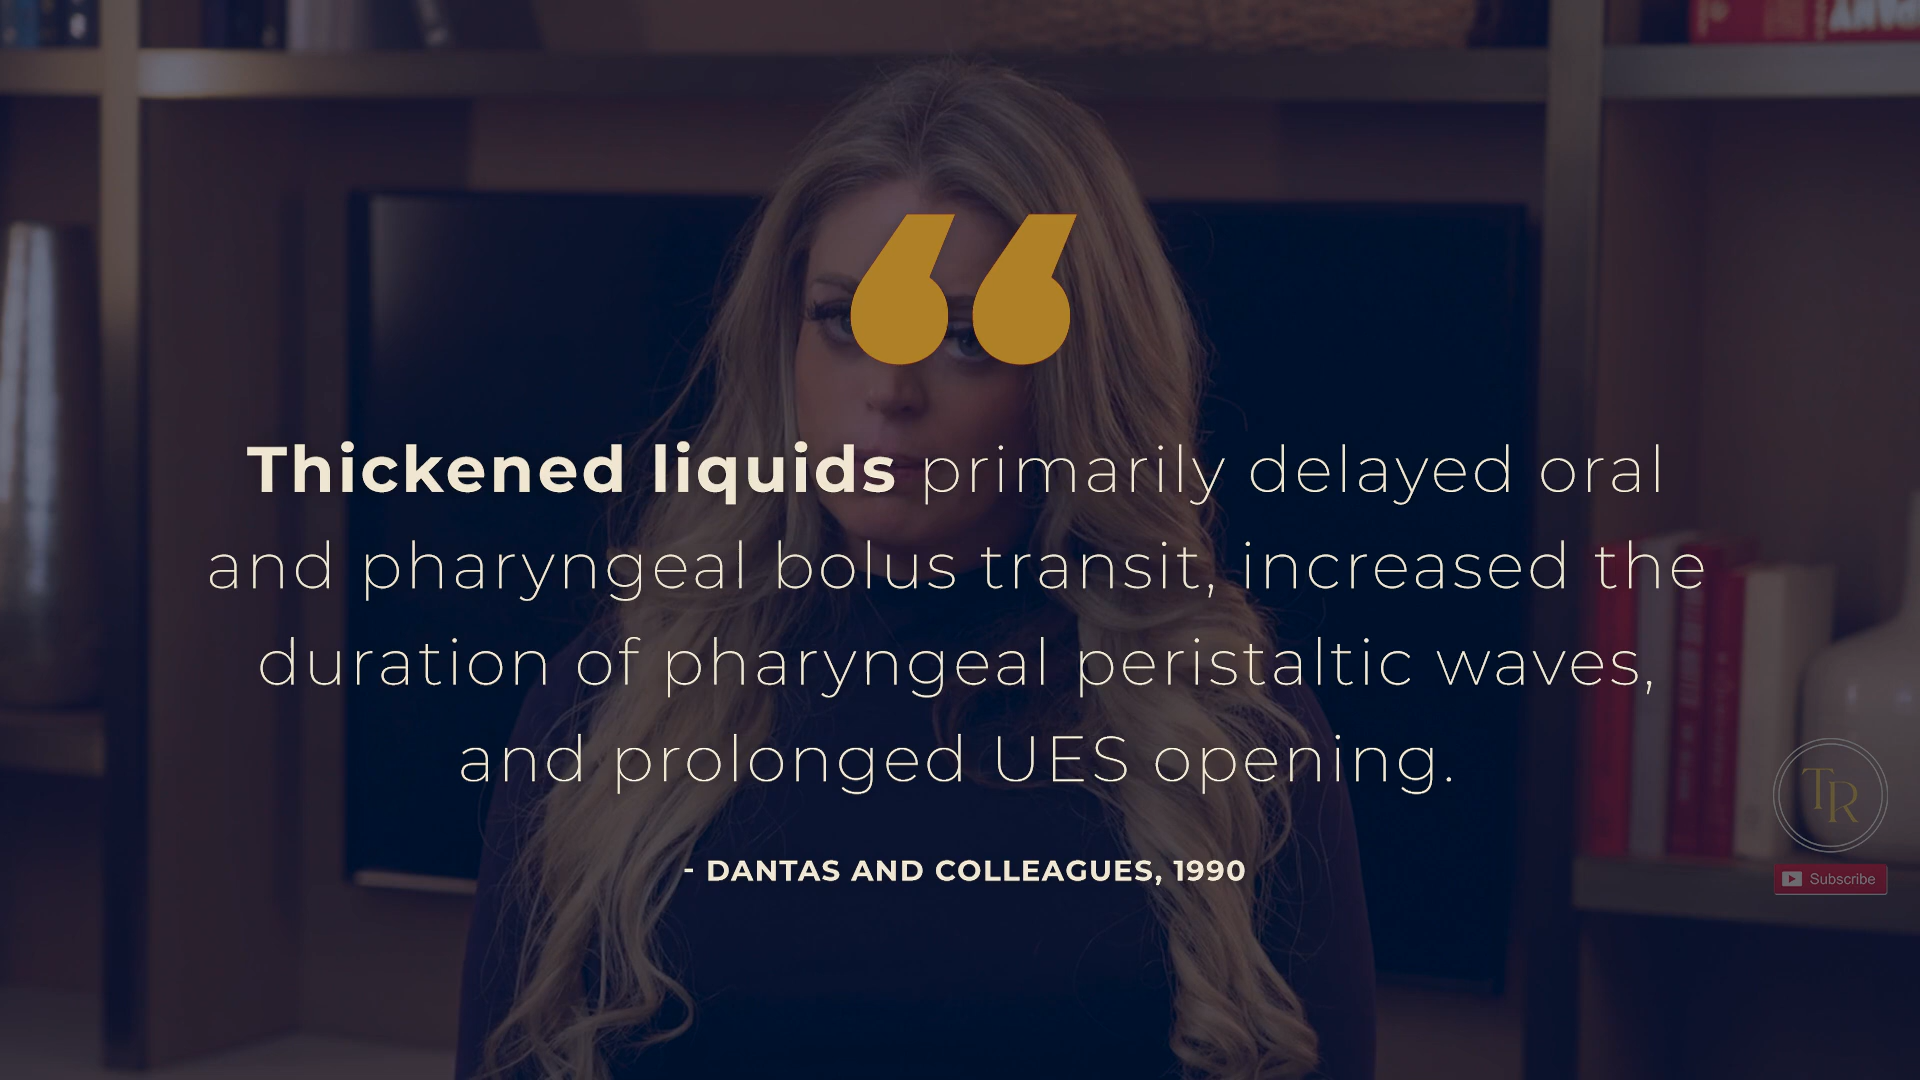 “
Thickened liquids primarily delayed oral
and pharyngeal bolus transit, increased the
duration of pharyngeal peristaltic waves,
and prolonged UES opening.
- DANTAS AND COLLEAGUES, 1990
TR
Subscribe